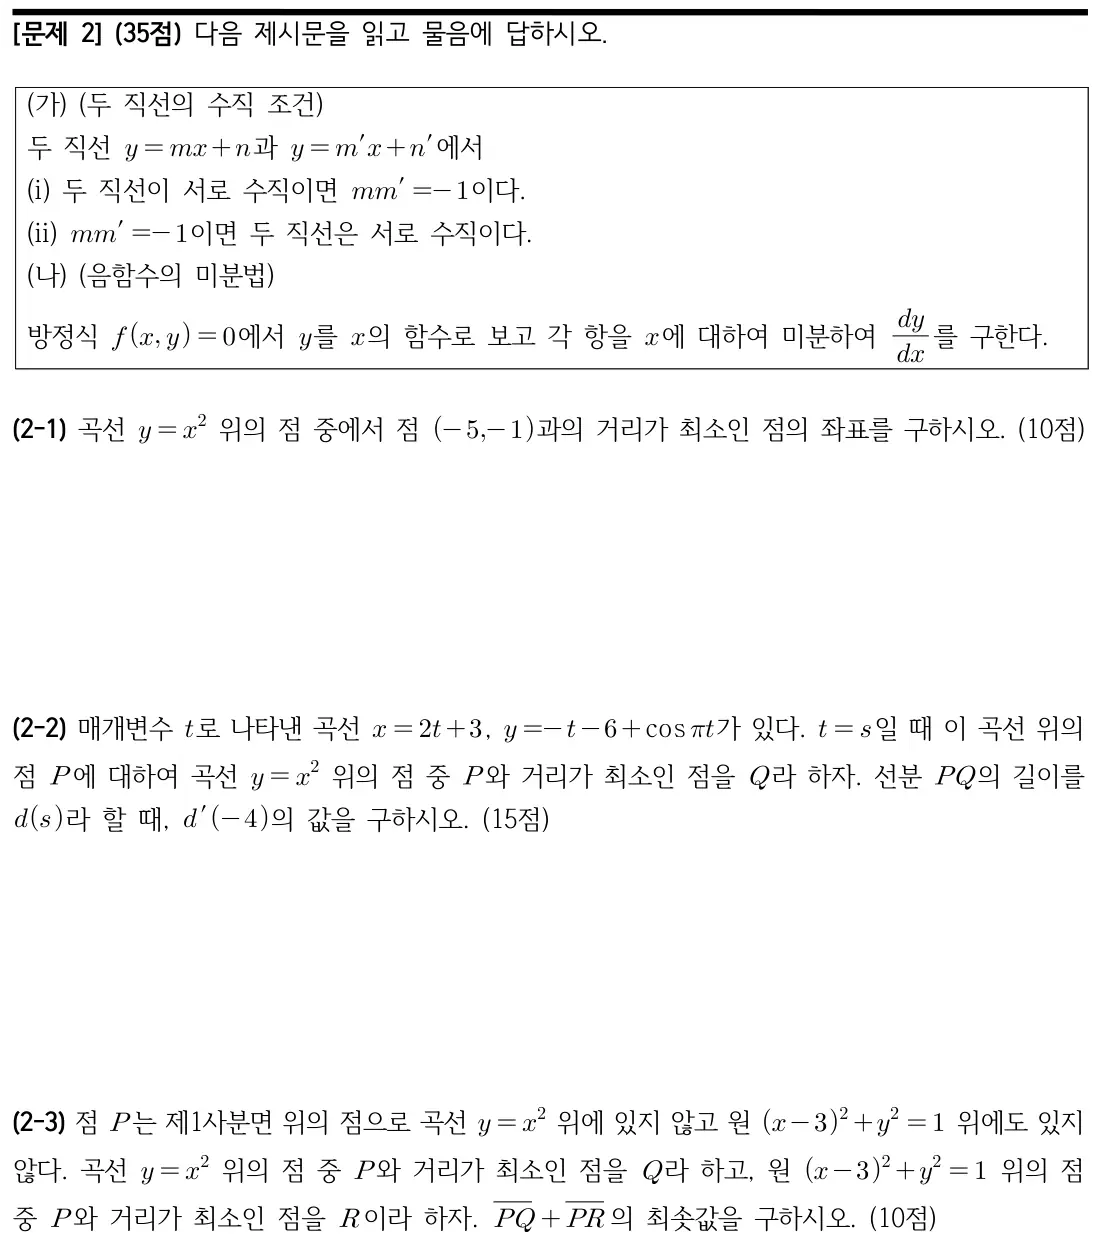 [문제 2] (35점) 다음 제시문을 읽고 물음에 답하시오.
(가) (두 직선의 수직 조건)
두 직선 y=mx+n과 y=m′x+n′에서
(i) 두 직선이 서로 수직이면 mm′=-1이다.
(ii) mm′=-1이면 두 직선은 서로 수직이다.
(나) (음함수의 미분법)
방정식 f(x,y)=0에서 y를 x의 함수로 보고 각 항을 x에 대하여 미분하여 dy/dx를 구한다.
(2-1) 곡선 y=x² 위의 점 중에서 점 (-5,-1)과의 거리가 최소인 점의 좌표를 구하시오. (10점)
(2-2) 매개변수 t로 나타낸 곡선 x=2t+3, y=-t-6+cosπt가 있다. t=s일 때 이 곡선 위의
점 P에 대하여 곡선 y=x² 위의 점 중 P와 거리가 최소인 점을 Q라 하자. 선분 PQ의 길이를
d(s)라 할 때, d′(-4)의 값을 구하시오. (15점)
(2-3) 점 P는 제1사분면 위의 점으로 곡선 y=x² 위에 있지 않고 원 (x-3)²+y²=1 위에도 있지
않다. 곡선 y=x² 위의 점 중 P와 거리가 최소인 점을 Q라 하고, 원 (x-3)²+y²=1 위의 점
중 P와 거리가 최소인 점을 R이라 하자. P̅Q̅+P̅R̅의 최솟값을 구하시오. (10점)